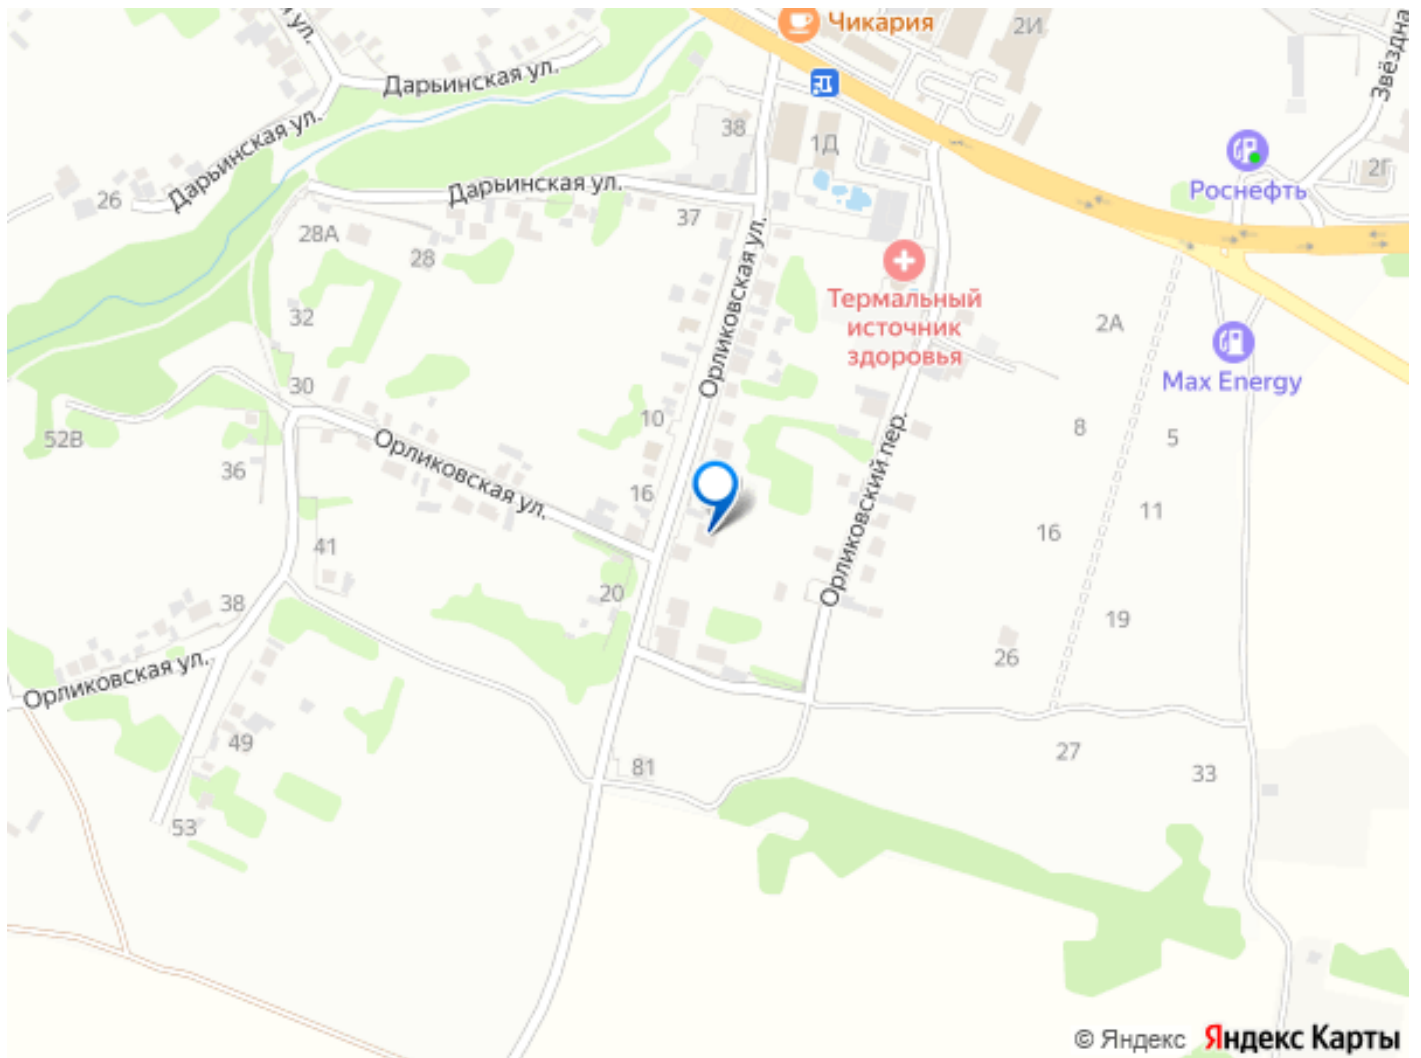 ул.
Чикария
2И
Звёздна
Дарьинская ул.
38
1Д
Дарьинская ул.
Роснефть
2Г
26
Дарьинская ул.
37
28А
28
Орликовская ул.
Термальный
источник
здоровья
32
2А
Max Energy
30
10
8
5
52В
36
Орликовская ул.
16
Орликовский пер.
11
16
41
20
38
19
26
Орликовская ул.
49
81
27
33
53
© Яндекс Яндекс Карты